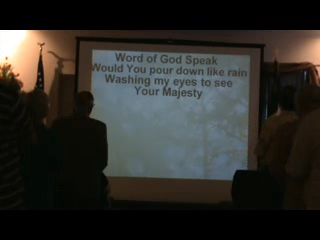 Word of God Speak
Would You pour down like rain
Washing my eyes to see
Your Majesty